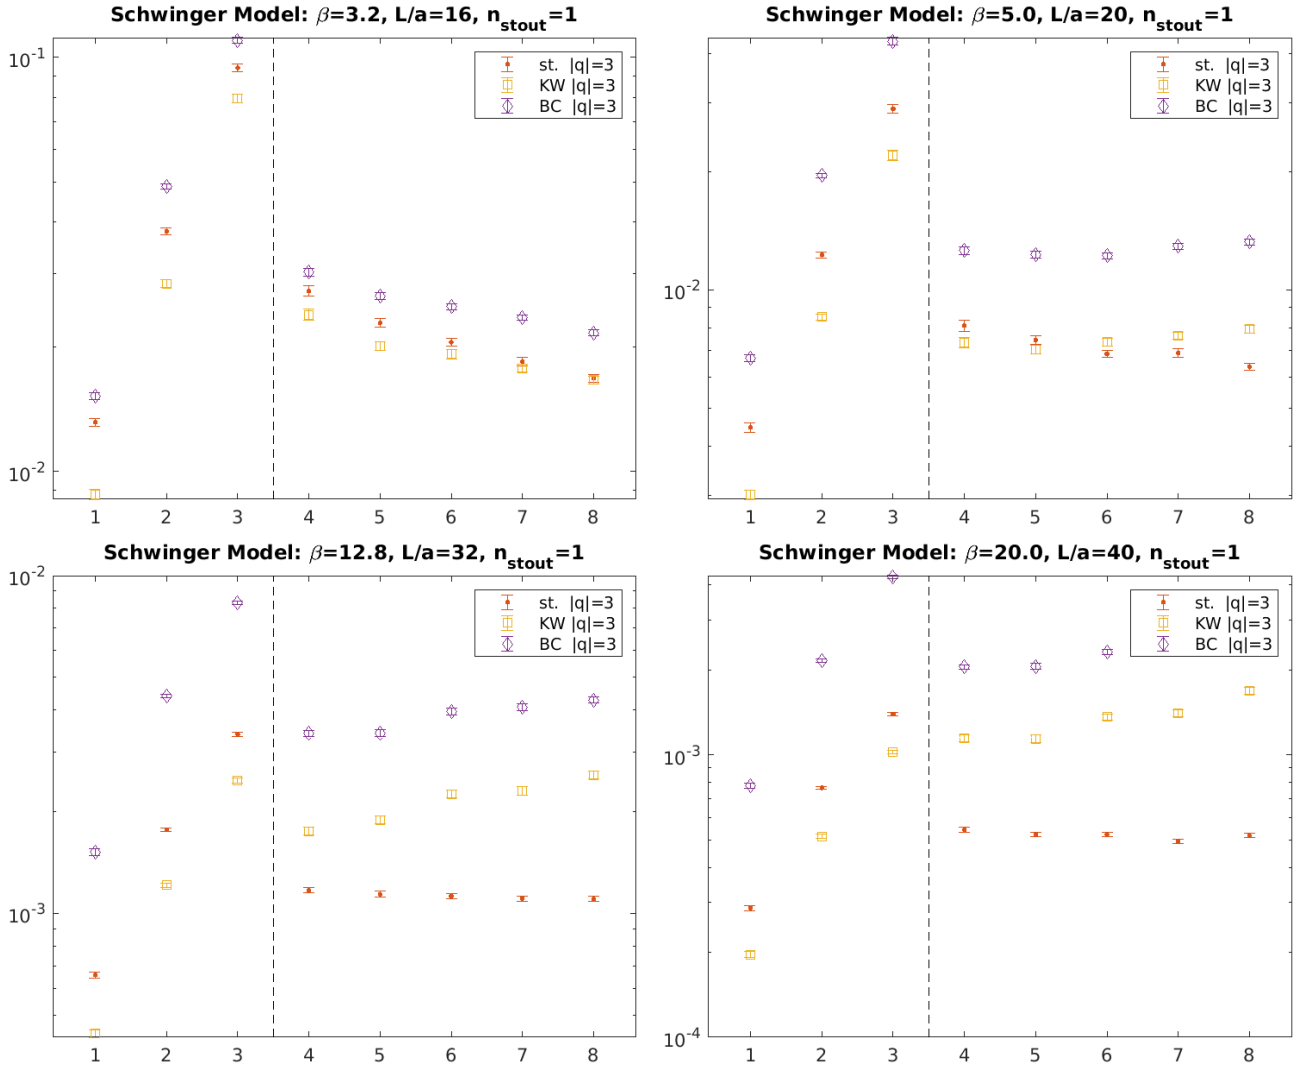 Schwinger Model: β=3.2, L/a=16, n_stout=1
10^-1
10^-2
st. |q|=3
KW |q|=3
BC |q|=3
1 2 3 4 5 6 7 8
Schwinger Model: β=5.0, L/a=20, n_stout=1
10^-2
st. |q|=3
KW |q|=3
BC |q|=3
1 2 3 4 5 6 7 8
Schwinger Model: β=12.8, L/a=32, n_stout=1
10^-2
10^-3
st. |q|=3
KW |q|=3
BC |q|=3
1 2 3 4 5 6 7 8
Schwinger Model: β=20.0, L/a=40, n_stout=1
10^-3
10^-4
st. |q|=3
KW |q|=3
BC |q|=3
1 2 3 4 5 6 7 8